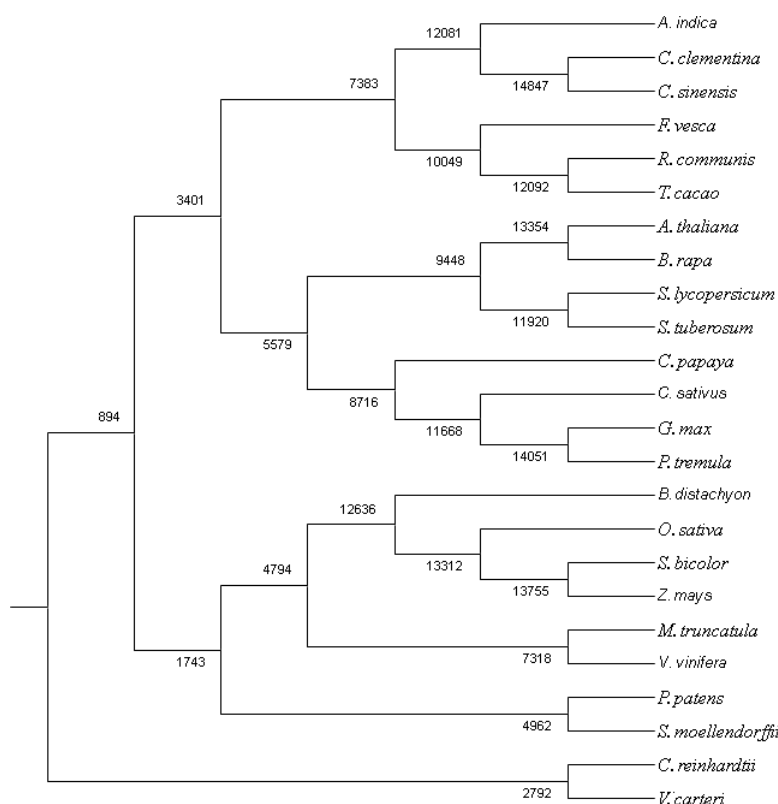 A. indica
12081
C. clementina
7383
14847
C. sinensis
F. vesca
10049
R. communis
12092
T. cacao
3401
13354
A. thaliana
9448
B. rapa
S. lycopersicum
11920
S. tuberosum
5579
C. papaya
8716
C. sativus
894
11668
G. max
14051
P. tremula
12636
B. distachyon
O. sativa
4794
13312
S. bicolor
13755
Z. mays
M. truncatula
1743
7318
V. vinifera
P. patens
4962
S. moellendorffii
C. reinhardtii
2792
V. carteri